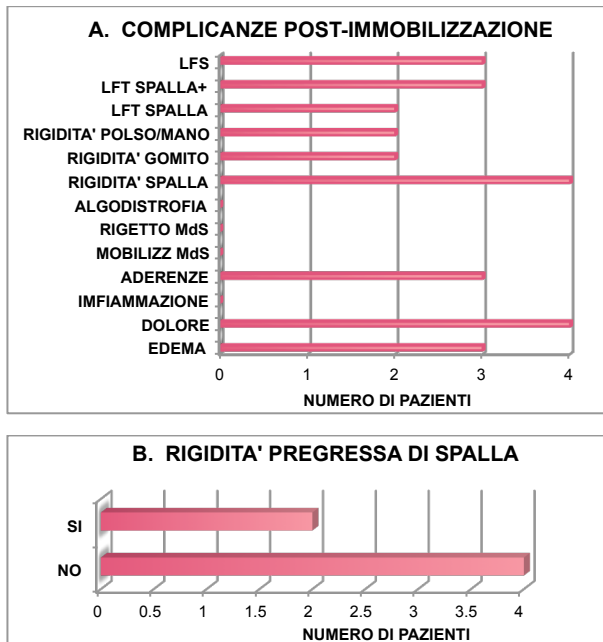 A. COMPLICANZE POST-IMMOBILIZZAZIONE
LFS
LFT SPALLA+
LFT SPALLA
RIGIDITA' POLSO/MANO
RIGIDITA' GOMITO
RIGIDITA' SPALLA
ALGODISTROFIA
RIGETTO MdS
MOBILIZZ MdS
ADERENZE
IMFIAMMAZIONE
DOLORE
EDEMA
0 1 2 3 4
NUMERO DI PAZIENTI
B. RIGIDITA' PREGRESSA DI SPALLA
SI
NO
0 0.5 1 1.5 2 2.5 3 3.5 4
NUMERO DI PAZIENTI